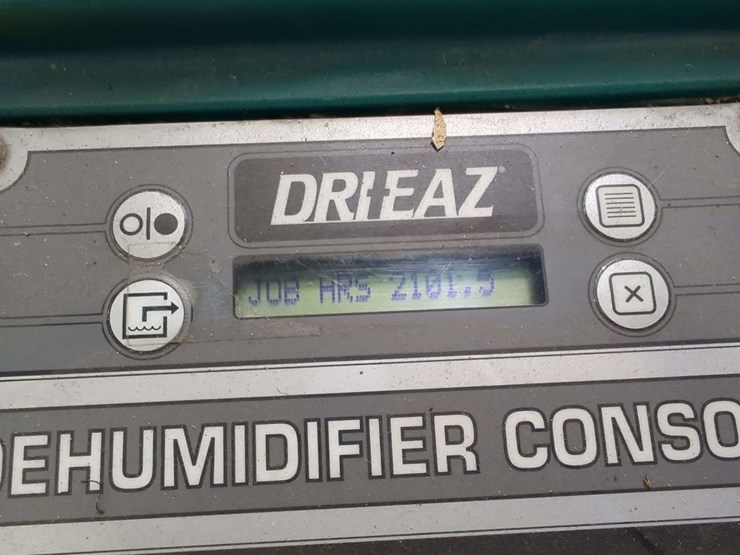 DRIEAZ
JOB HRS 2101.5
DEHUMIDIFIER CONSO